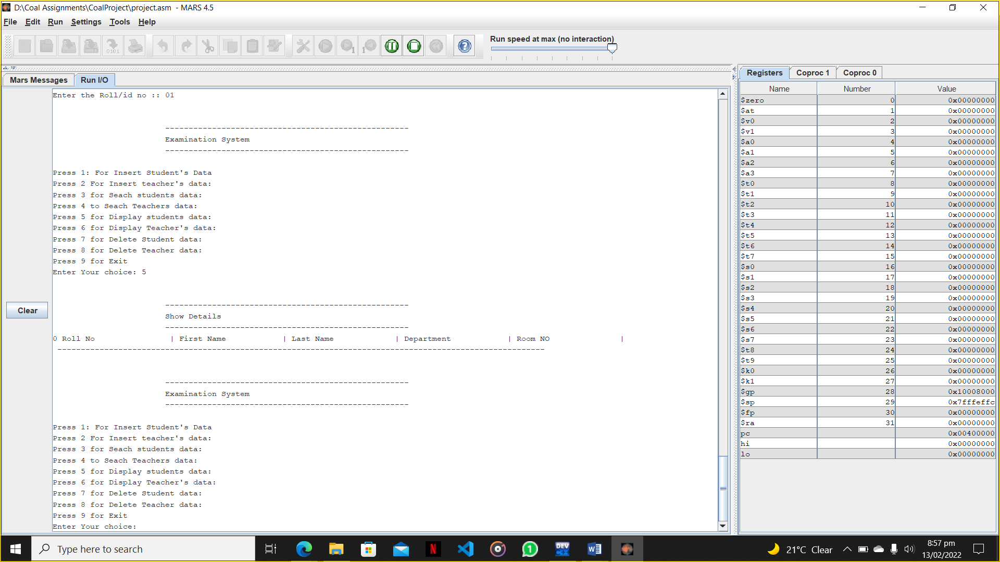 D:\Coal Assignments\CoalProject\project.asm - MARS 4.5
File Edit Run Settings Tools Help
Run speed at max (no interaction)
Mars Messages Run I/O
Enter the Roll/id no :: 01
--------------------------------------------------
Examination System
--------------------------------------------------
Press 1: For Insert Student's Data
Press 2 For Insert teacher's data:
Press 3 for Seach students data:
Press 4 to Seach Teachers data:
Press 5 for Display students data:
Press 6 for Display Teacher's data:
Press 7 for Delete Student data:
Press 8 for Delete Teacher data:
Press 9 for Exit
Enter Your choice: 5
----------------------------------------------------
Show Details
----------------------------------------------------
0 Roll No | First Name | Last Name | Department | Room NO |
--------------------------------------------------------------------------------------------------------
----------------------------------------------------
Examination System
----------------------------------------------------
Press 1: For Insert Student's Data
Press 2 For Insert teacher's data:
Press 3 for Seach students data:
Press 4 to Seach Teachers data:
Press 5 for Display students data:
Press 6 for Display Teacher's data:
Press 7 for Delete Student data:
Press 8 for Delete Teacher data:
Press 9 for Exit
Enter Your choice:
Clear
Registers Coproc 1 Coproc 0
Name Number Value
$zero 0 0x00000000
$at 1 0x00000000
$v0 2 0x00000000
$v1 3 0x00000000
$a0 4 0x00000000
$a1 5 0x00000000
$a2 6 0x00000000
$a3 7 0x00000000
$t0 8 0x00000000
$t1 9 0x00000000
$t2 10 0x00000000
$t3 11 0x00000000
$t4 12 0x00000000
$t5 13 0x00000000
$t6 14 0x00000000
$t7 15 0x00000000
$s0 16 0x00000000
$s1 17 0x00000000
$s2 18 0x00000000
$s3 19 0x00000000
$s4 20 0x00000000
$s5 21 0x00000000
$s6 22 0x00000000
$s7 23 0x00000000
$t8 24 0x00000000
$t9 25 0x00000000
$k0 26 0x00000000
$k1 27 0x00000000
$gp 28 0x10008000
$sp 29 0x7fffeffc
$fp 30 0x00000000
$ra 31 0x00000000
pc 0x00400000
hi 0x00000000
lo 0x00000000
Type here to search
N
1
DEV C++
W
21°C Clear
8:57 pm
13/02/2022